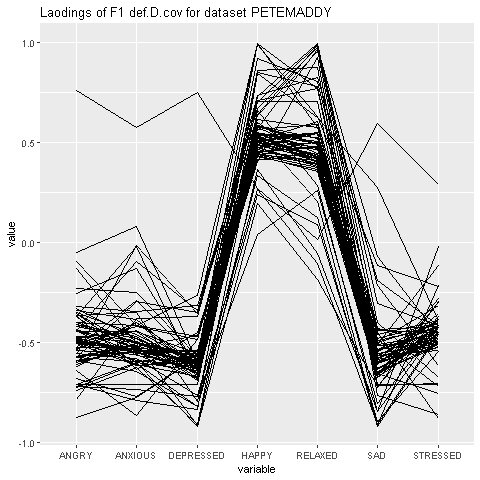 Laodings of F1 def.D.cov for dataset PETEMADDY
1.0
0.5
0.0
-0.5
-1.0
value
ANGRY ANXIOUS DEPRESSED HAPPY RELAXED SAD STRESSED
variable